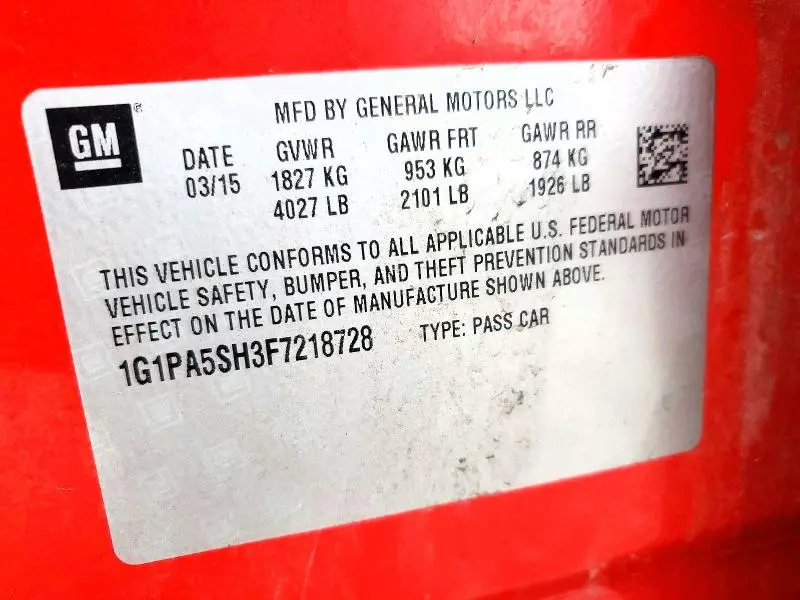 MFD BY GENERAL MOTORS LLC
GM
DATE GVWR GAWR FRT GAWR RR
03/15 1827 KG 953 KG 874 KG
4027 LB 2101 LB 1926 LB
THIS VEHICLE CONFORMS TO ALL APPLICABLE U.S. FEDERAL MOTOR
VEHICLE SAFETY, BUMPER, AND THEFT PREVENTION STANDARDS IN
EFFECT ON THE DATE OF MANUFACTURE SHOWN ABOVE.
1G1PA5SH3F7218728 TYPE: PASS CAR